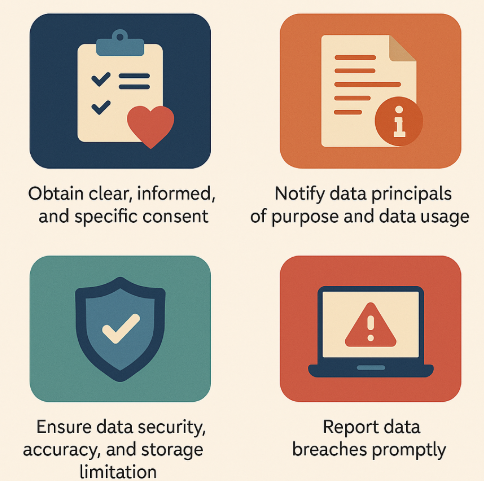 Obtain clear, informed,
and specific consent
Notify data principals
of purpose and data usage
Ensure data security,
accuracy, and storage
limitation
Report data
breaches promptly